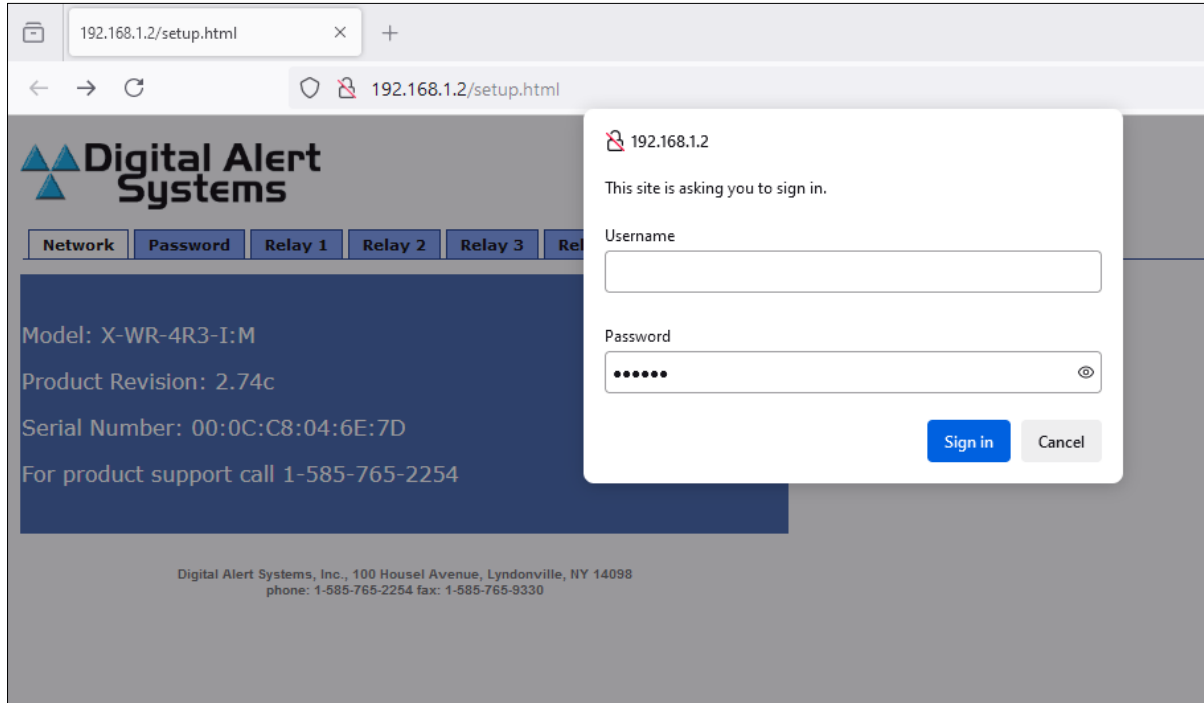 192.168.1.2/setup.html
192.168.1.2/setup.html
Digital Alert
Systems
Network Password Relay 1 Relay 2 Relay 3
Model: X-WR-4R3-I:M
Product Revision: 2.74c
Serial Number: 00:0C:C8:04:6E:7D
For product support call 1-585-765-2254
Digital Alert Systems, Inc., 100 Housel Avenue, Lyndonville, NY 14098
phone: 1-585-765-2254 fax: 1-585-765-9330
192.168.1.2
This site is asking you to sign in.
Username
Password
••••••
Sign in Cancel